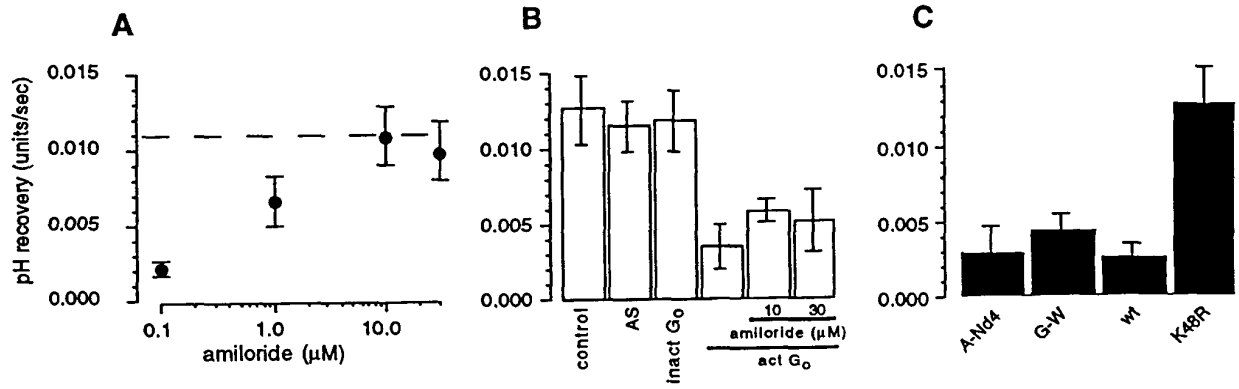 A
pH recovery (units/sec)
0.015
0.010
0.005
0.000
0.1
1.0
10.0
amiloride (μM)
B
0.015
0.010
0.005
0.000
control
AS
inact Go
10
30
amiloride (μM)
act Go
C
0.015
0.010
0.005
0.000
A-Nd4
G-W
wt
K48R